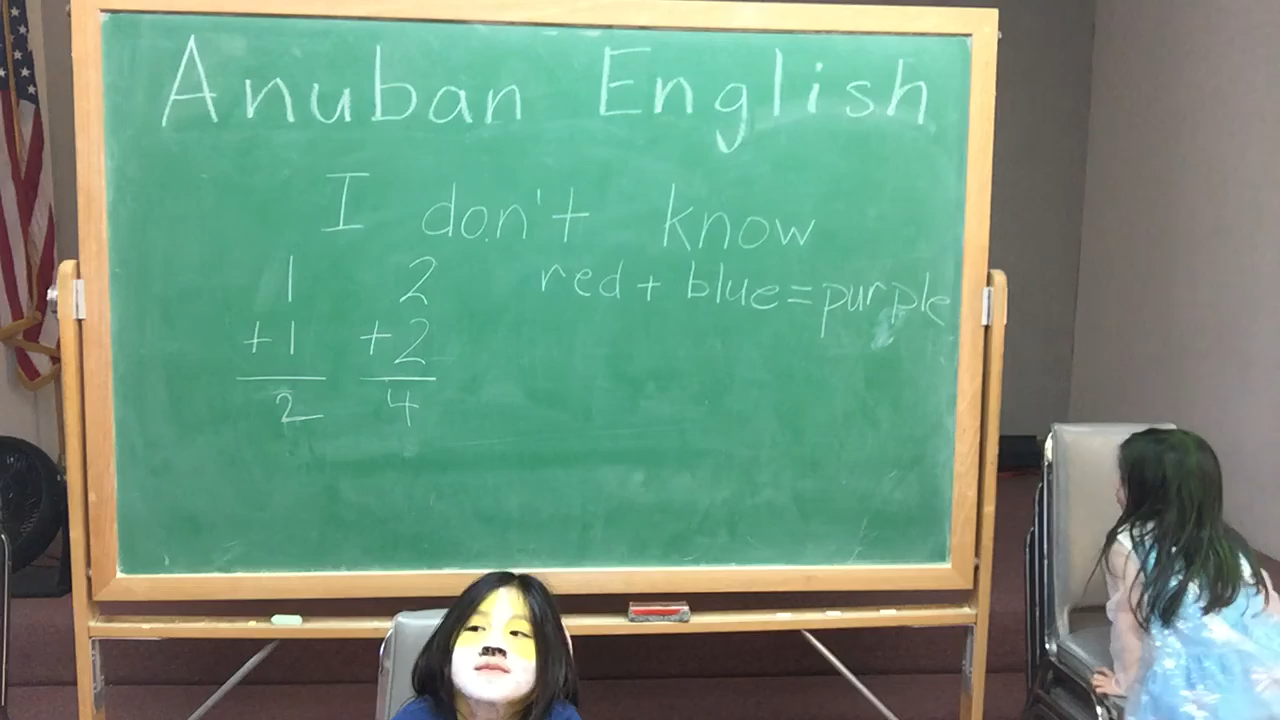 Anuban English
I don't know
1 2 red + blue = purple
+1 +2
2 4